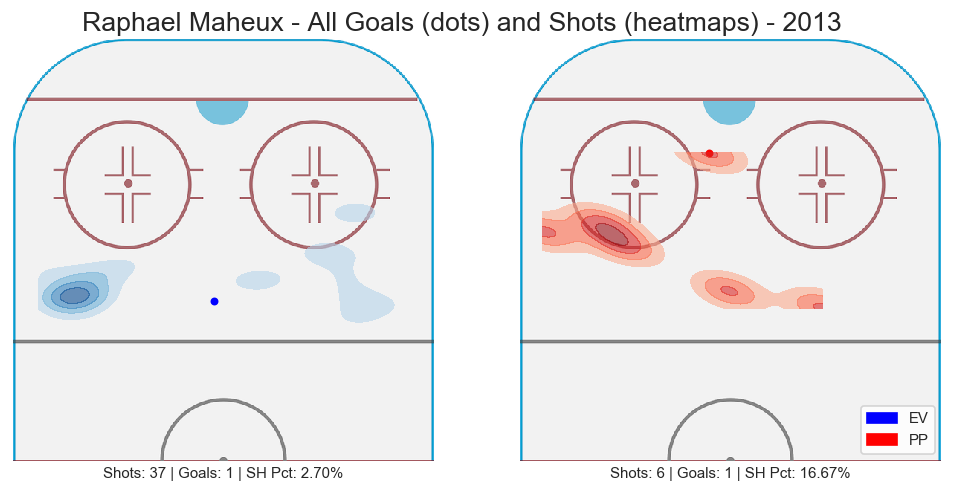 Raphael Maheux - All Goals (dots) and Shots (heatmaps) - 2013
EV
PP
Shots: 37 | Goals: 1 | SH Pct: 2.70%
Shots: 6 | Goals: 1 | SH Pct: 16.67%